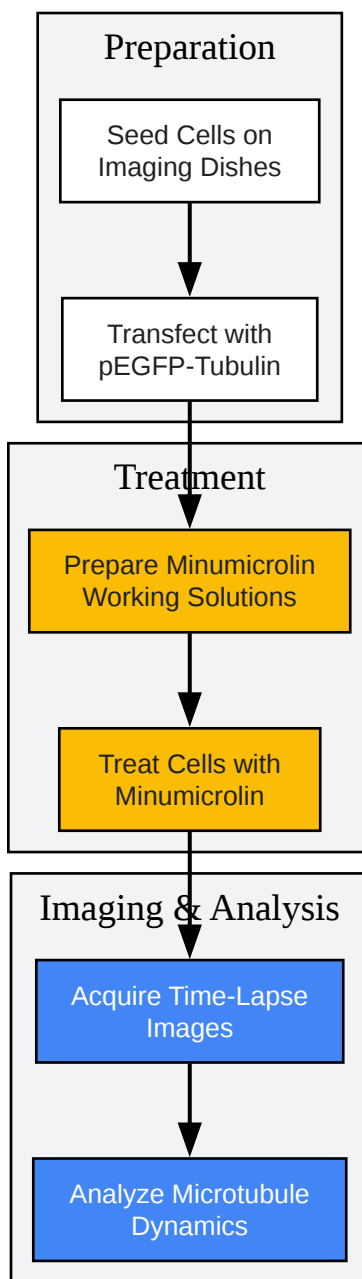 Preparation
Seed Cells on
Imaging Dishes
Transfect with
pEGFP-Tubulin
Treatment
Prepare Minumicrolin
Working Solutions
Treat Cells with
Minumicrolin
Imaging & Analysis
Acquire Time-Lapse
Images
Analyze Microtubule
Dynamics